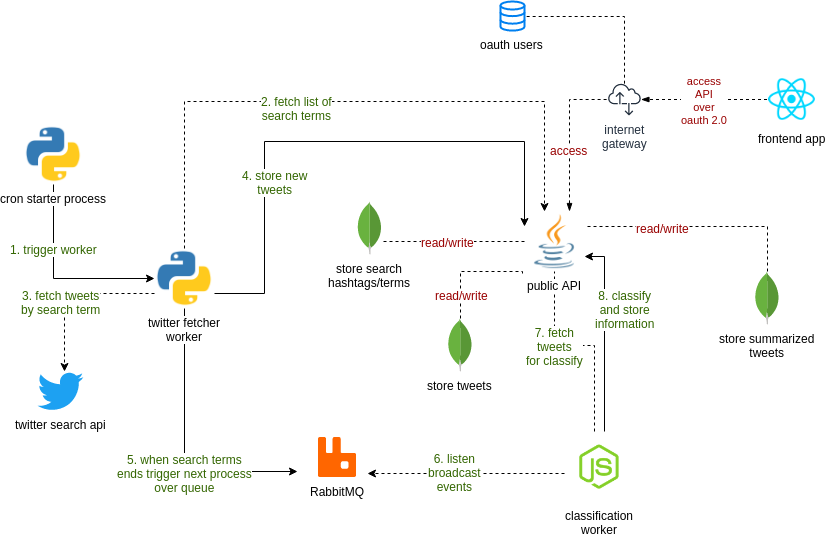 oauth users
2. fetch list of
search terms
access
API
over
oauth 2.0
internet
gateway
frontend app
access
4. store new
tweets
cron starter process
1. trigger worker
read/write
read/write
store search
hashtags/terms
public API
3. fetch tweets
by search term
read/write
8. classify
and store
information
twitter fetcher
worker
7. fetch
tweets
for classify
store summarized
tweets
store tweets
twitter search api
5. when search terms
ends trigger next process
over queue
6. listen
broadcast
events
JS
RabbitMQ
classification
worker